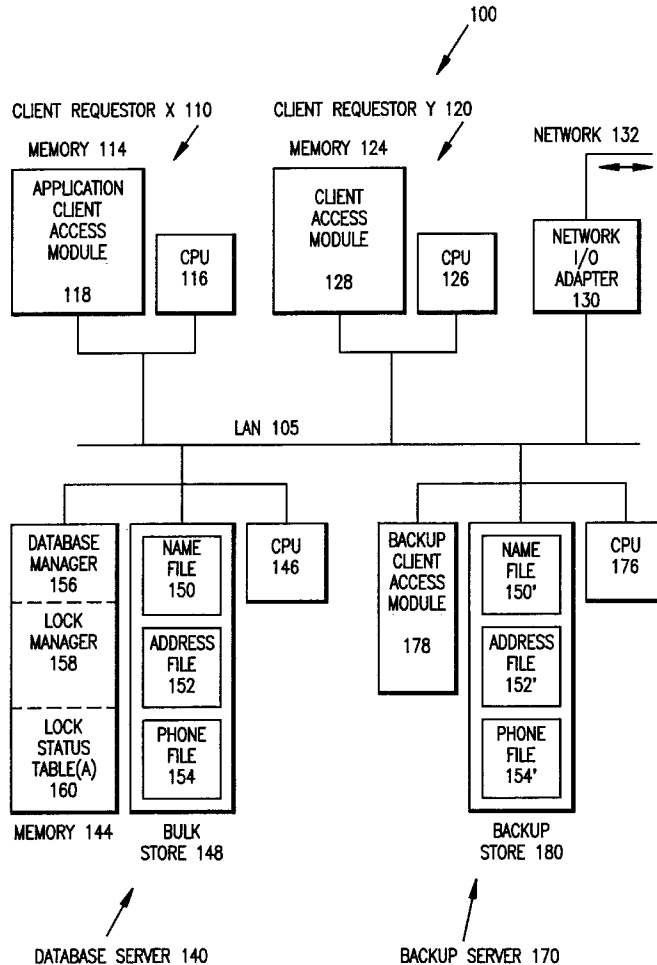 100
CLIENT REQUESTOR X 110
CLIENT REQUESTOR Y 120
MEMORY 114
MEMORY 124
NETWORK 132
APPLICATION
CLIENT
ACCESS
MODULE
118
CPU
116
CLIENT
ACCESS
MODULE
128
CPU
126
NETWORK
I/O
ADAPTER
130
LAN 105
DATABASE
MANAGER
156
LOCK
MANAGER
158
LOCK
STATUS
TABLE(A)
160
MEMORY 144
NAME
FILE
150
ADDRESS
FILE
152
PHONE
FILE
154
BULK
STORE 148
CPU
146
BACKUP
CLIENT
ACCESS
MODULE
178
NAME
FILE
150'
ADDRESS
FILE
152'
PHONE
FILE
154'
BACKUP
STORE 180
CPU
176
DATABASE SERVER 140
BACKUP SERVER 170